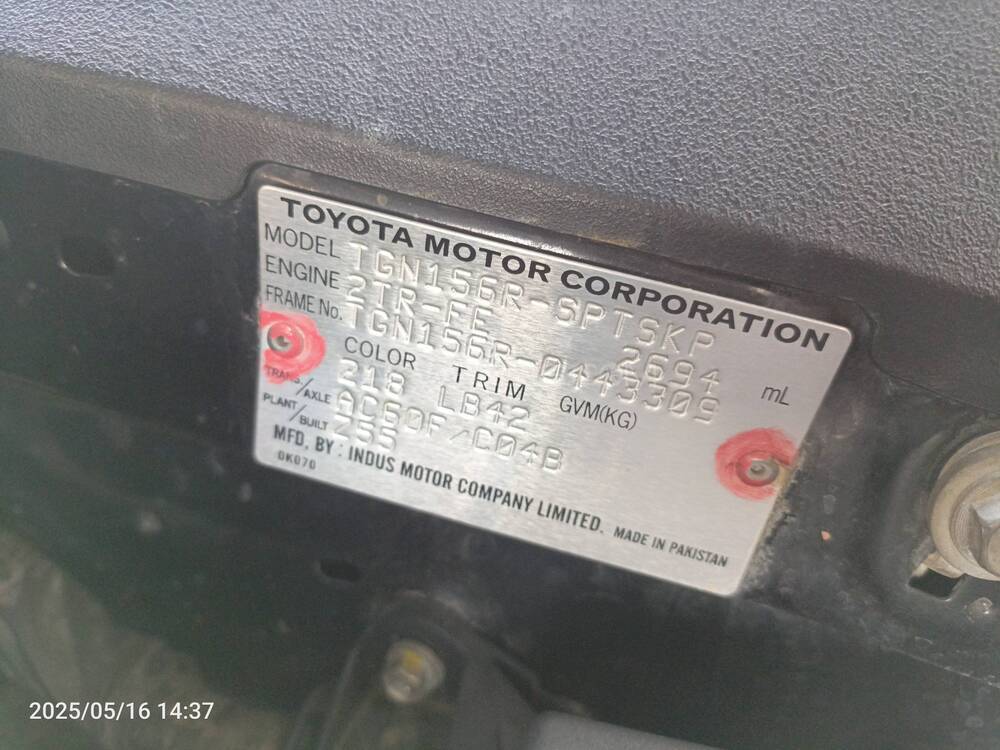 TOYOTA MOTOR CORPORATION
MODEL TGN156R-SPTSKP
ENGINE 2TR-FE 2694 mL
FRAME No. TGN156R-0443309
COLOR TRIM GVM(KG)
218 LB42
TRANS./AXLE AC60F/C04B
PLANT/BUILT Z55
MFD. BY : INDUS MOTOR COMPANY LIMITED. MADE IN PAKISTAN
0K070
2025/05/16 14:37